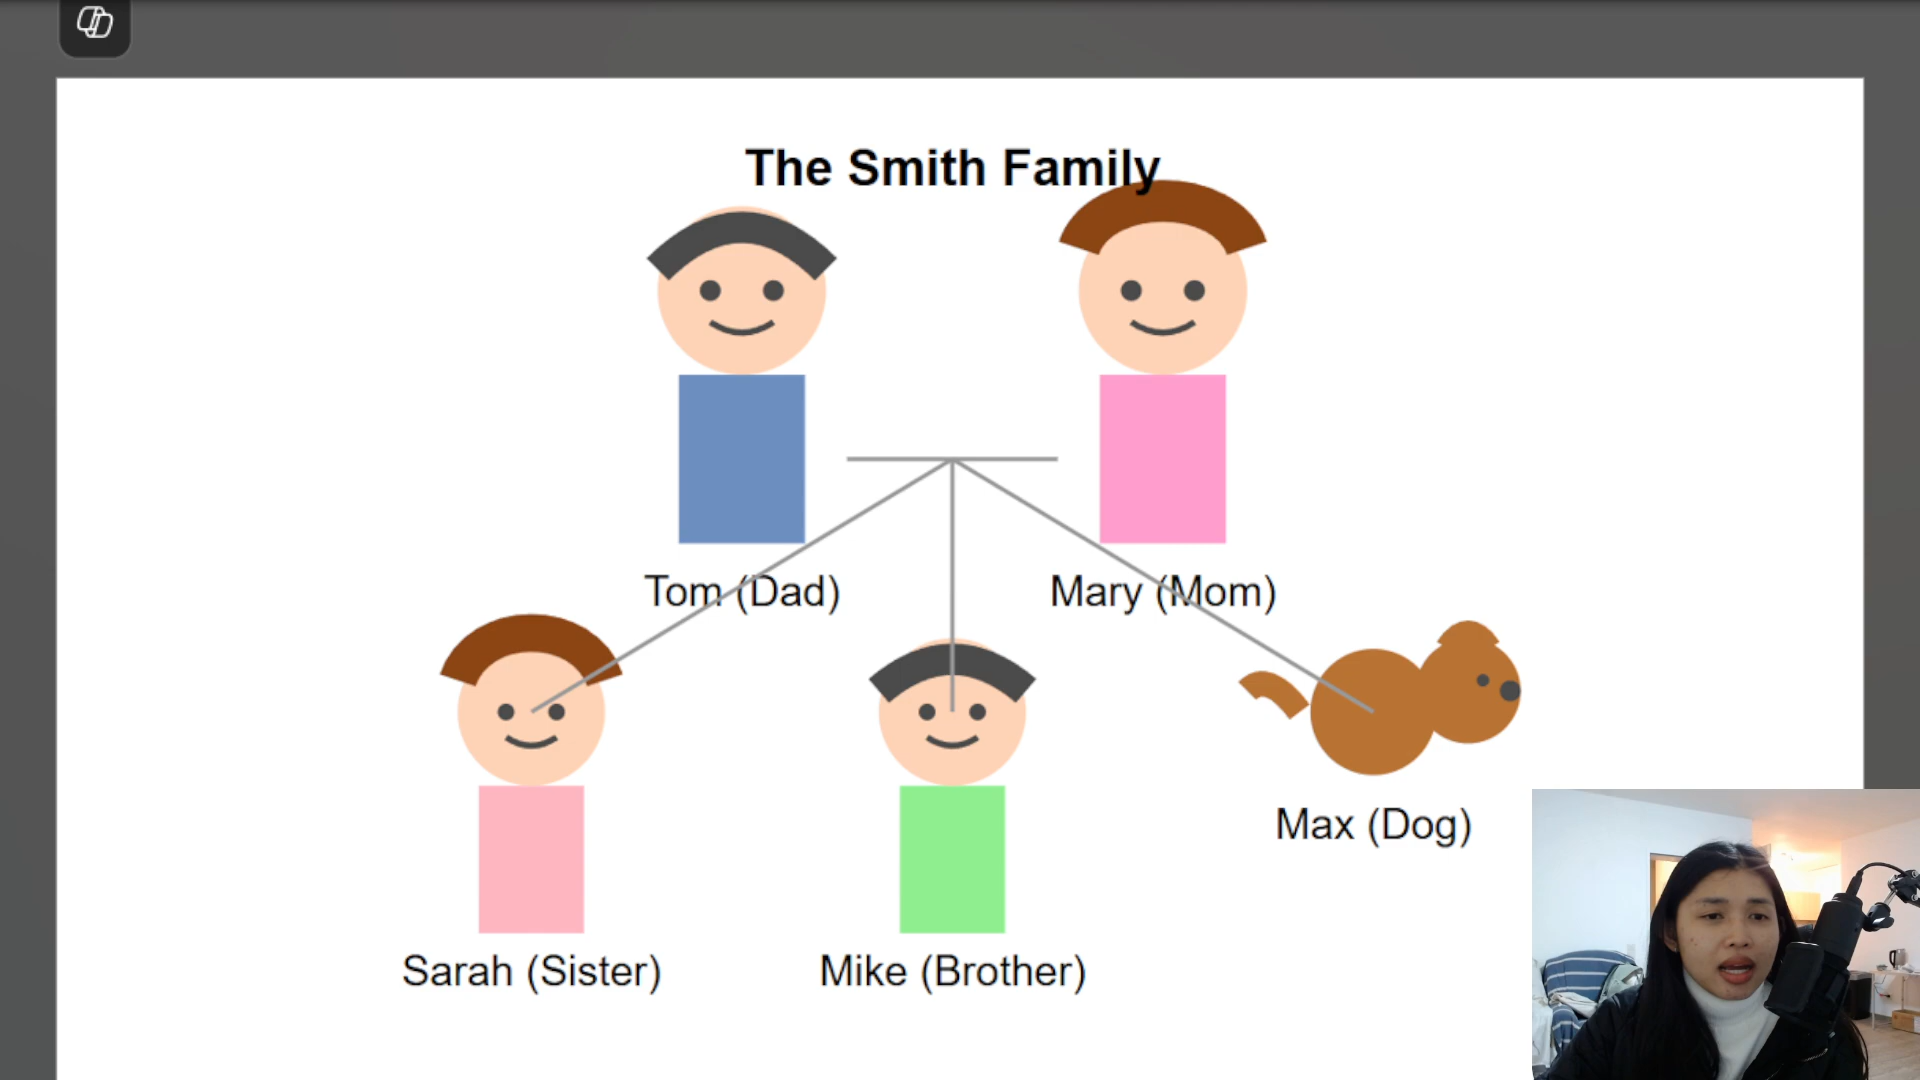 The Smith Family
Tom (Dad)
Mary (Mom)
Max (Dog)
Sarah (Sister)
Mike (Brother)